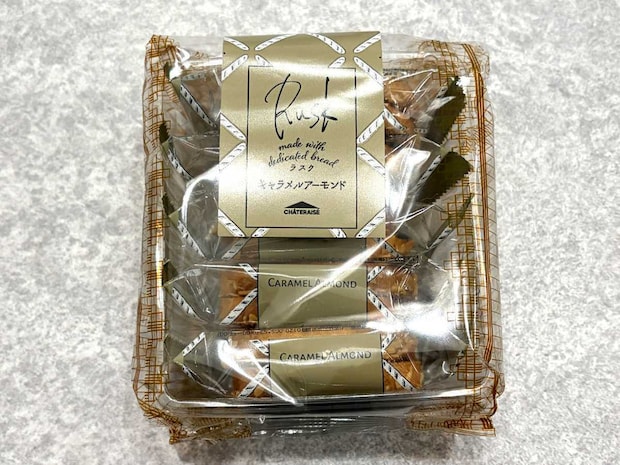 Rusk
made with
dedicated bread
ラスク
キャラメルアーモンド
CHÂTERAISÉ
CARAMEL ALMOND
CARAMEL ALMOND